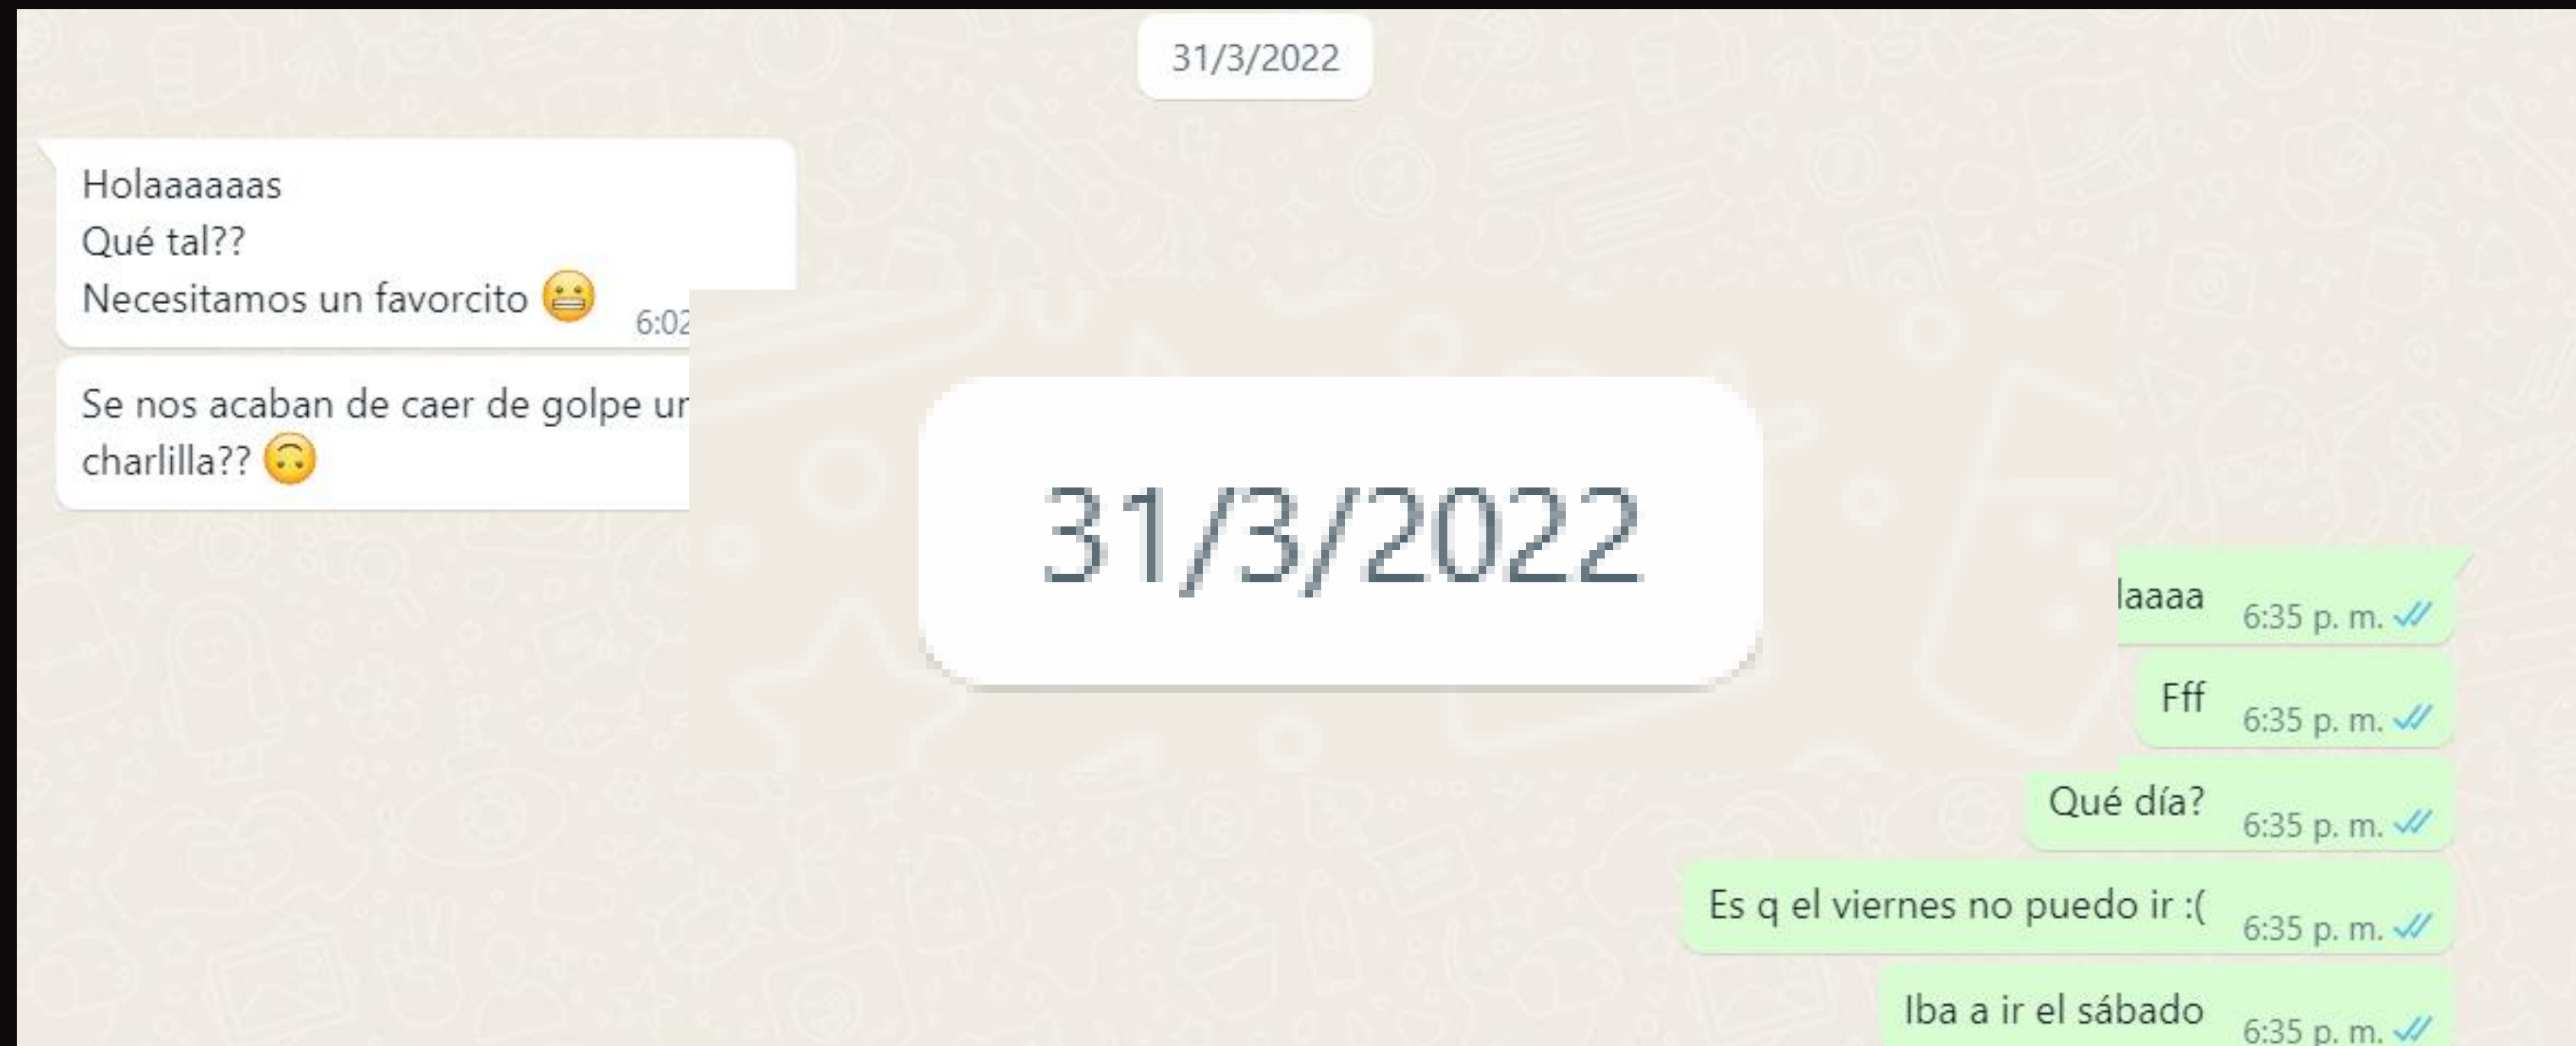 31/3/2022
Holaaaaaas
Qué tal??
Necesitamos un favorcito 😬 6:02
Se nos acaban de caer de golpe
charlilla?? 🙃
31/3/2022
laaaa 6:35 p. m.
Fff 6:35 p. m.
Qué día? 6:35 p. m.
Es q el viernes no puedo ir :( 6:35 p. m.
Iba a ir el sábado 6:35 p. m.